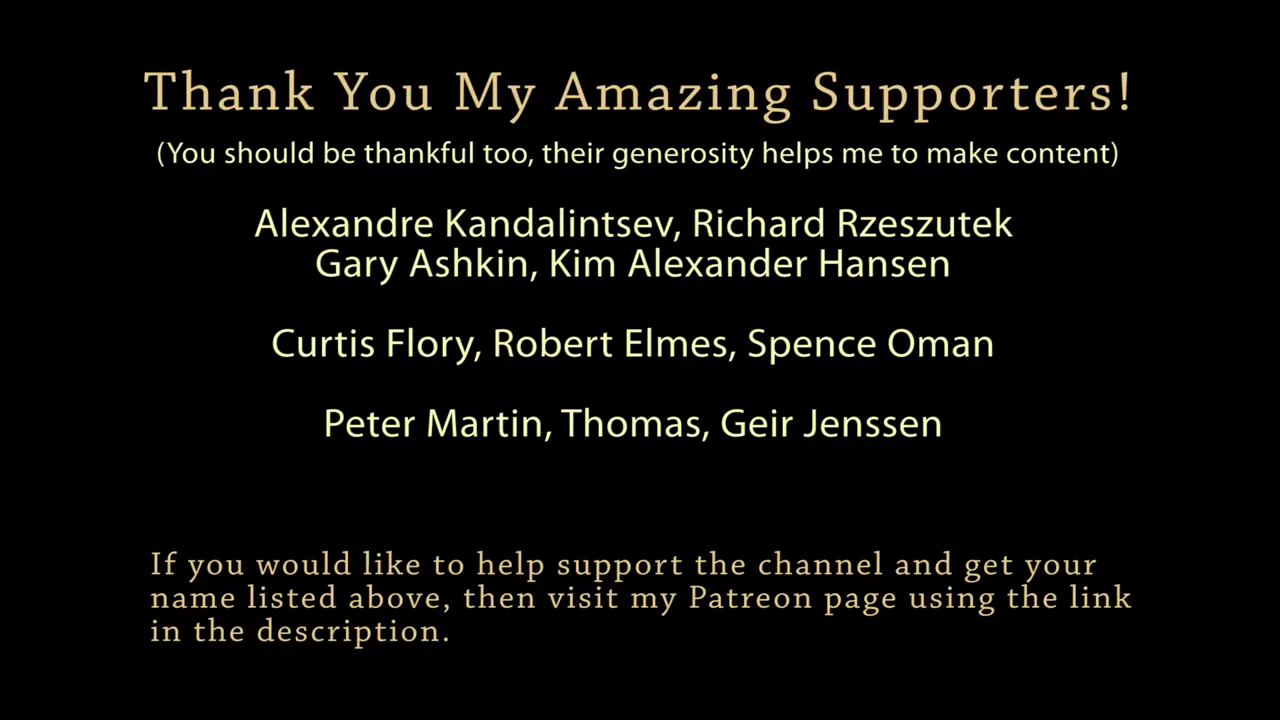 Thank You My Amazing Supporters!
(You should be thankful too, their generosity helps me to make content)
Alexandre Kandalintsev, Richard Rzeszutek
Gary Ashkin, Kim Alexander Hansen
Curtis Flory, Robert Elmes, Spence Oman
Peter Martin, Thomas, Geir Jenssen
If you would like to help support the channel and get your
name listed above, then visit my Patreon page using the link
in the description.